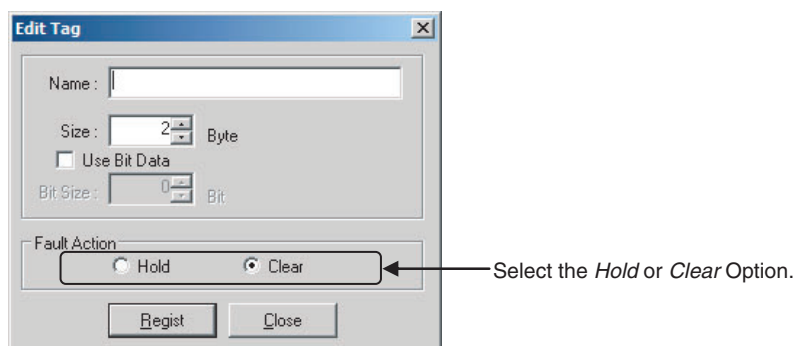 Edit Tag
Name :
Size : 2 Byte
Use Bit Data
Bit Size : 0 Bit
Fault Action
Hold Clear
Select the Hold or Clear Option.
Regist Close